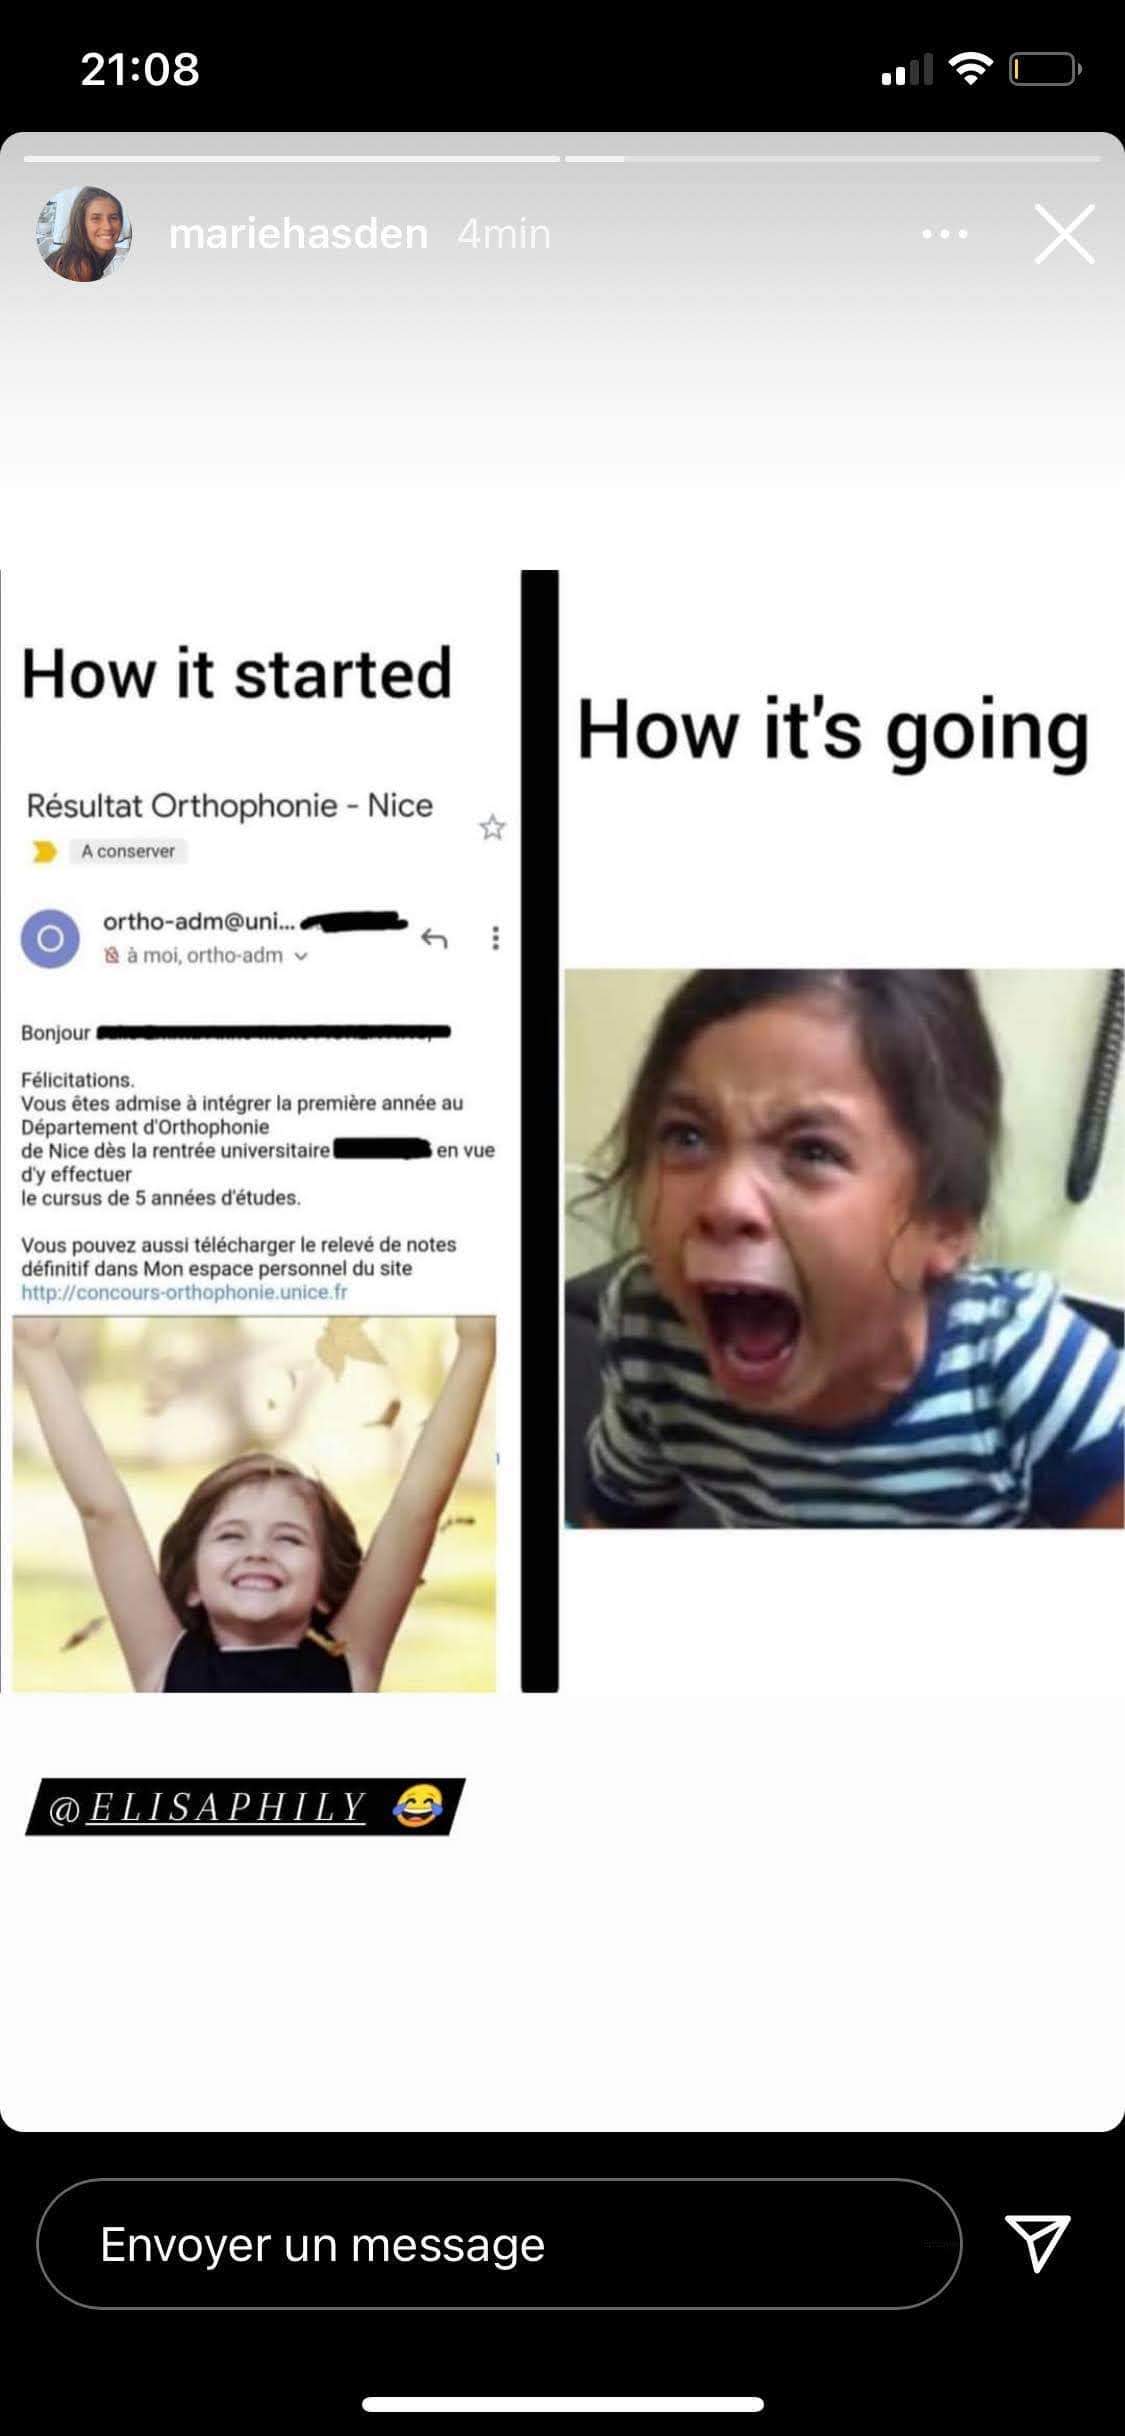 21:08
mariehasden 4min
How it started
Résultat Orthophonie - Nice
A conserver
O
ortho-adm@uni...
à moi, ortho-adm
Bonjour
Félicitations.
Vous êtes admise à intégrer la première année au
Département d'Orthophonie
de Nice dès la rentrée universitaire en vue
d'y effectuer
le cursus de 5 années d'études.
Vous pouvez aussi télécharger le relevé de notes
définitif dans Mon espace personnel du site
http://concours-orthophonie.unice.fr
How it's going
@ELISAPHILY 😂
Envoyer un message